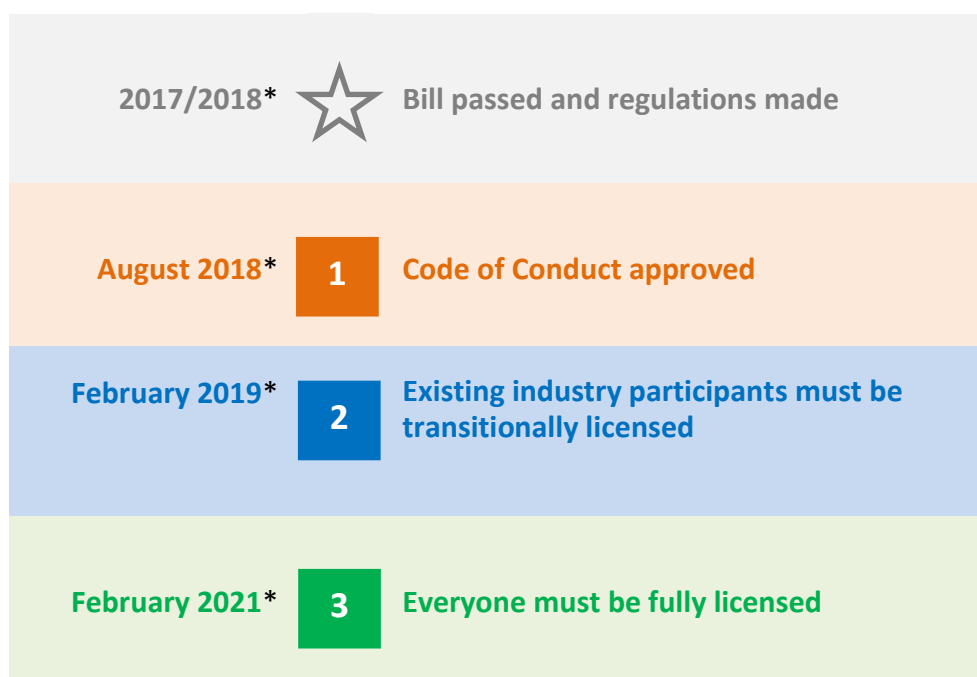 2017/2018* Bill passed and regulations made
August 2018* 1 Code of Conduct approved
February 2019* 2 Existing industry participants must be
transitionally licensed
February 2021* 3 Everyone must be fully licensed